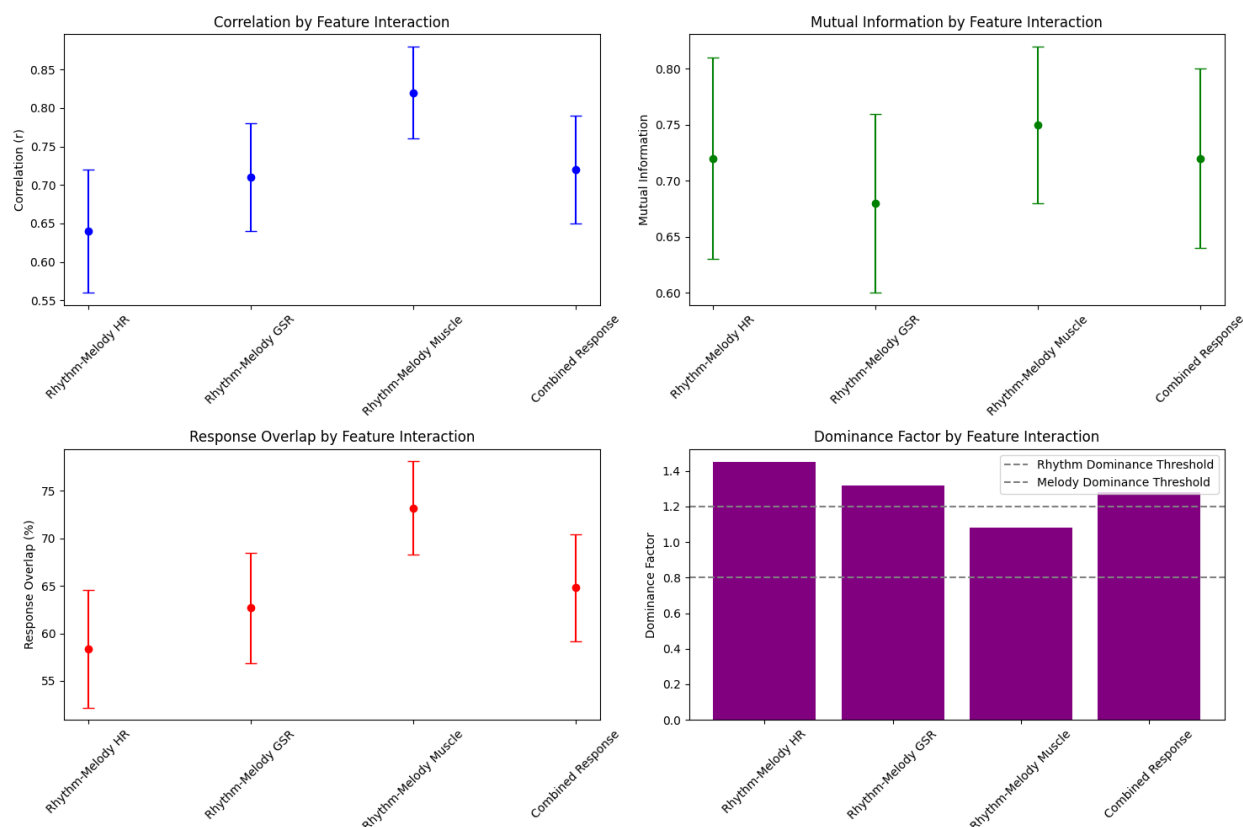 Correlation by Feature Interaction
Correlation (r)
0.85
0.80
0.75
0.70
0.65
0.60
0.55
Rhythm-Melody HR
Rhythm-Melody GSR
Rhythm-Melody Muscle
Combined Response
Mutual Information by Feature Interaction
Mutual Information
0.80
0.75
0.70
0.65
0.60
Rhythm-Melody HR
Rhythm-Melody GSR
Rhythm-Melody Muscle
Combined Response
Response Overlap by Feature Interaction
Response Overlap (%)
75
70
65
60
55
Rhythm-Melody HR
Rhythm-Melody GSR
Rhythm-Melody Muscle
Combined Response
Dominance Factor by Feature Interaction
Dominance Factor
1.4
1.2
1.0
0.8
0.6
0.4
0.2
0.0
Rhythm Dominance Threshold
Melody Dominance Threshold
Rhythm-Melody HR
Rhythm-Melody GSR
Rhythm-Melody Muscle
Combined Response